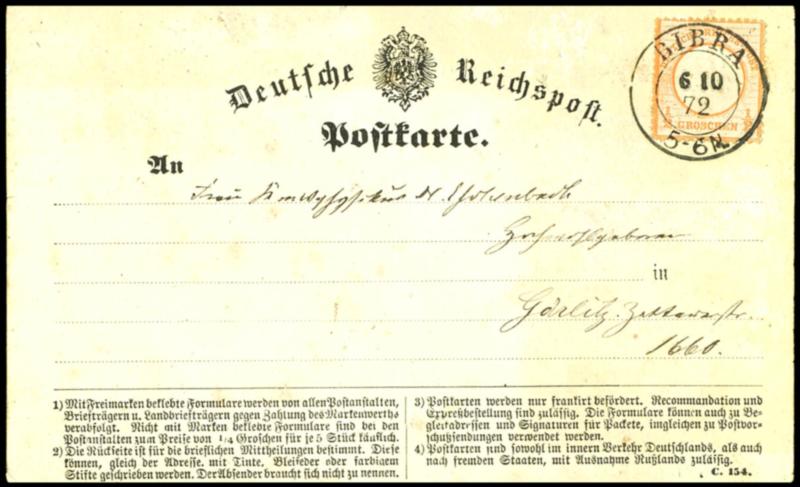 Deutsche Reichspost.
Postkarte.
BIBRA
6 10
72
5-6N.
GROSCHEN
An
Frau
in
Görlitz.
1660.
1) Mit Freimarken beklebte Formulare werden von allen Postanstalten,
Briefträgern u. Landbriefträgern gegen Zahlung des Markenwerths
verabfolgt. Nicht mit Marken beklebte Formulare sind bei den
Postanstalten zum Preise von 1/4 Groschen für je 5 Stück käuflich.
2) Die Rückseite ist für die brieflichen Mittheilungen bestimmt. Diese
können, gleich der Adresse, mit Tinte, Bleifeder oder farbigem
Stifte geschrieben werden. Der Absender braucht sich nicht zu nennen.
3) Postkarten werden nur frankirt befördert. Recommandation und
Expreßbestellung sind zulässig. Die Formulare können auch zu Be-
gleitadressen und Signaturen für Packete, imgleichen zu Postvor-
schußsendungen verwendet werden.
4) Postkarten sind sowohl im innern Verkehr Deutschlands, als auch
nach fremden Staaten, mit Ausnahme Rußlands zulässig.
C. 154.